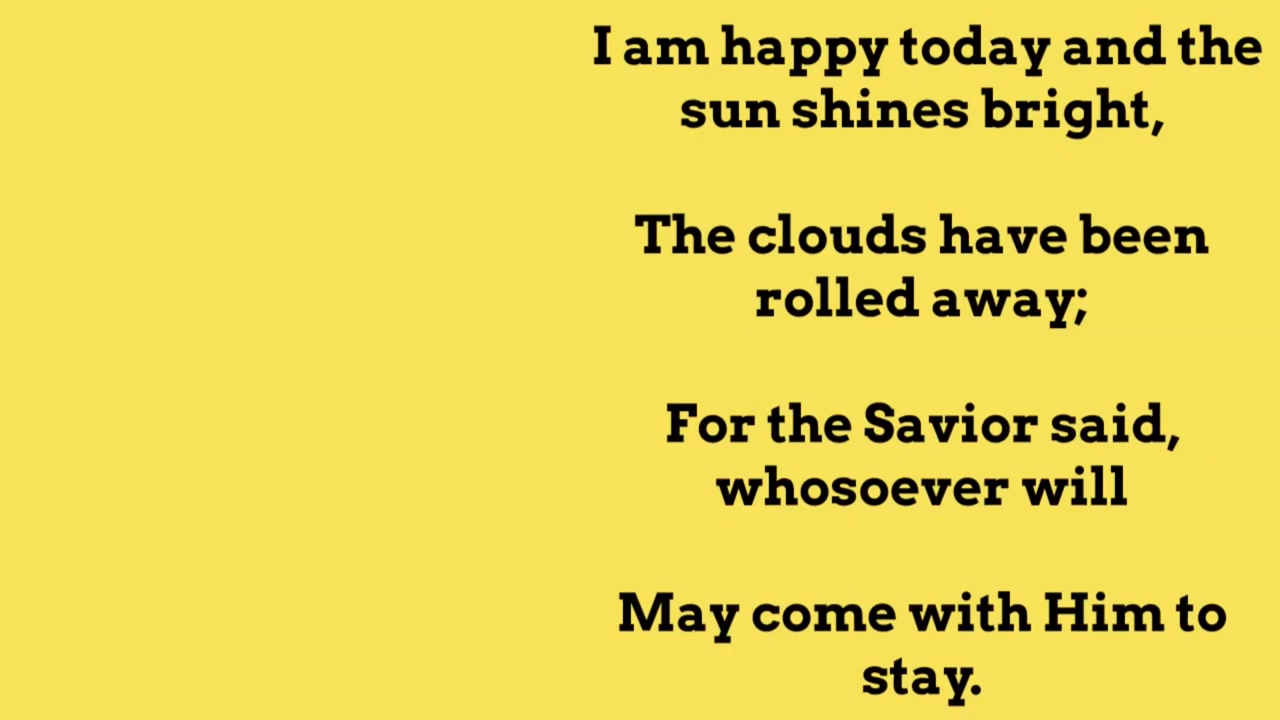 I am happy today and the
sun shines bright,
The clouds have been
rolled away;
For the Savior said,
whosoever will
May come with Him to
stay.